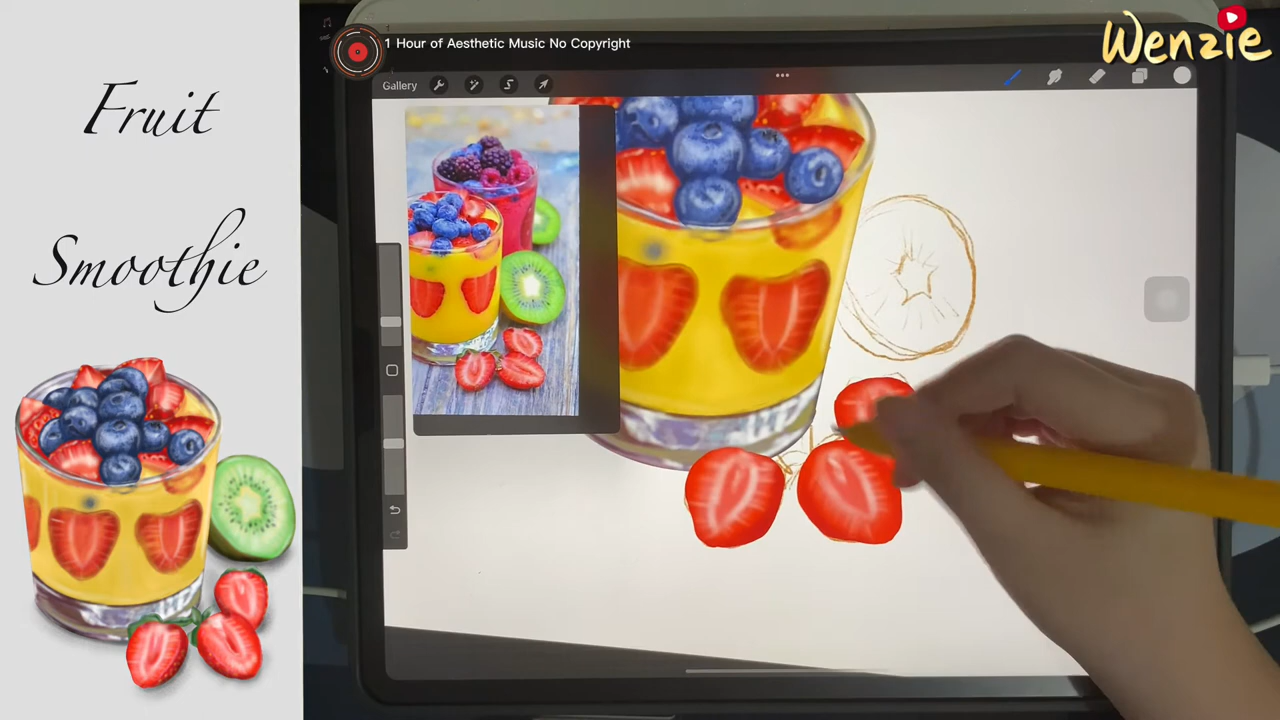 1 Hour of Aesthetic Music No Copyright
Wenzie
Gallery
Fruit
Smoothie